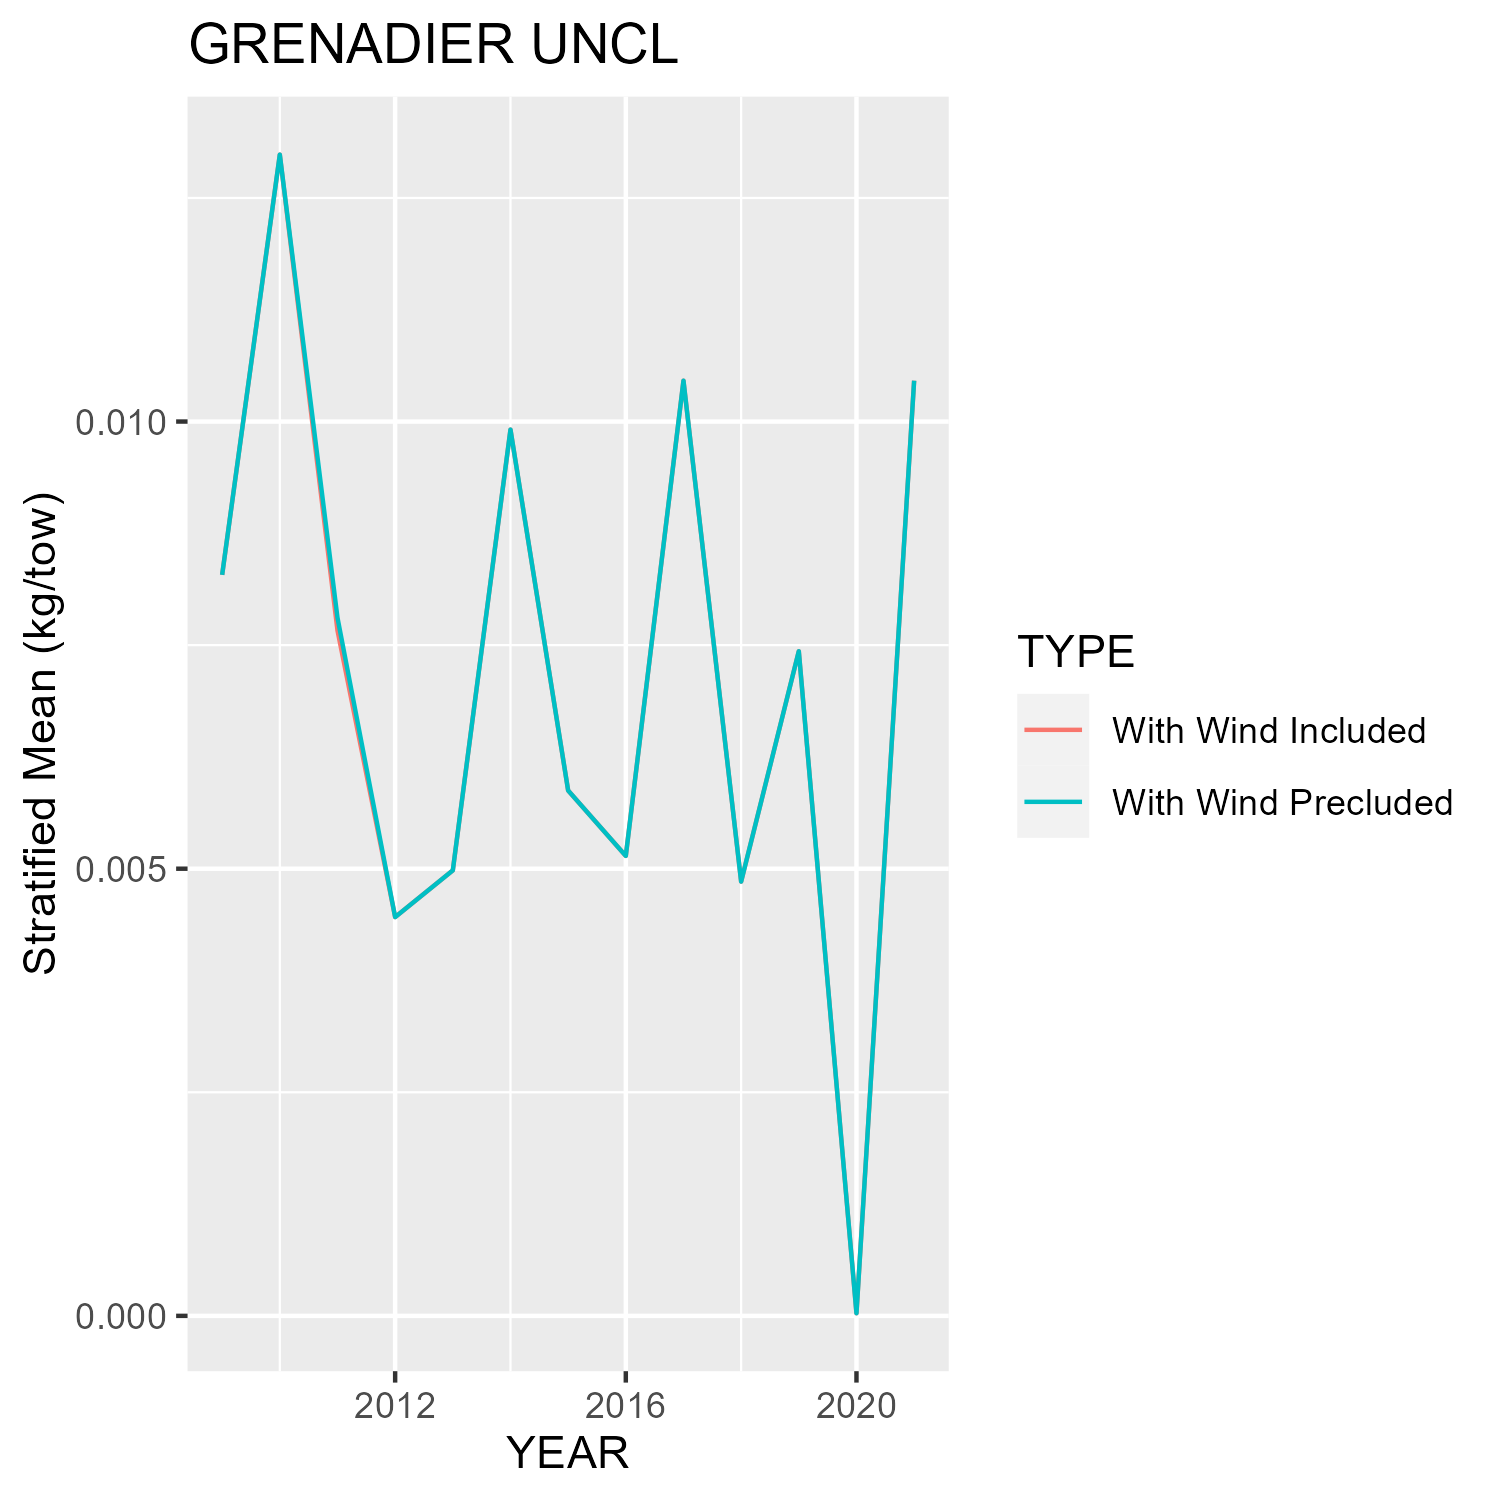 GRENADIER UNCL
Stratified Mean (kg/tow)
0.010
0.005
0.000
2012 2016 2020
YEAR
TYPE
With Wind Included
With Wind Precluded